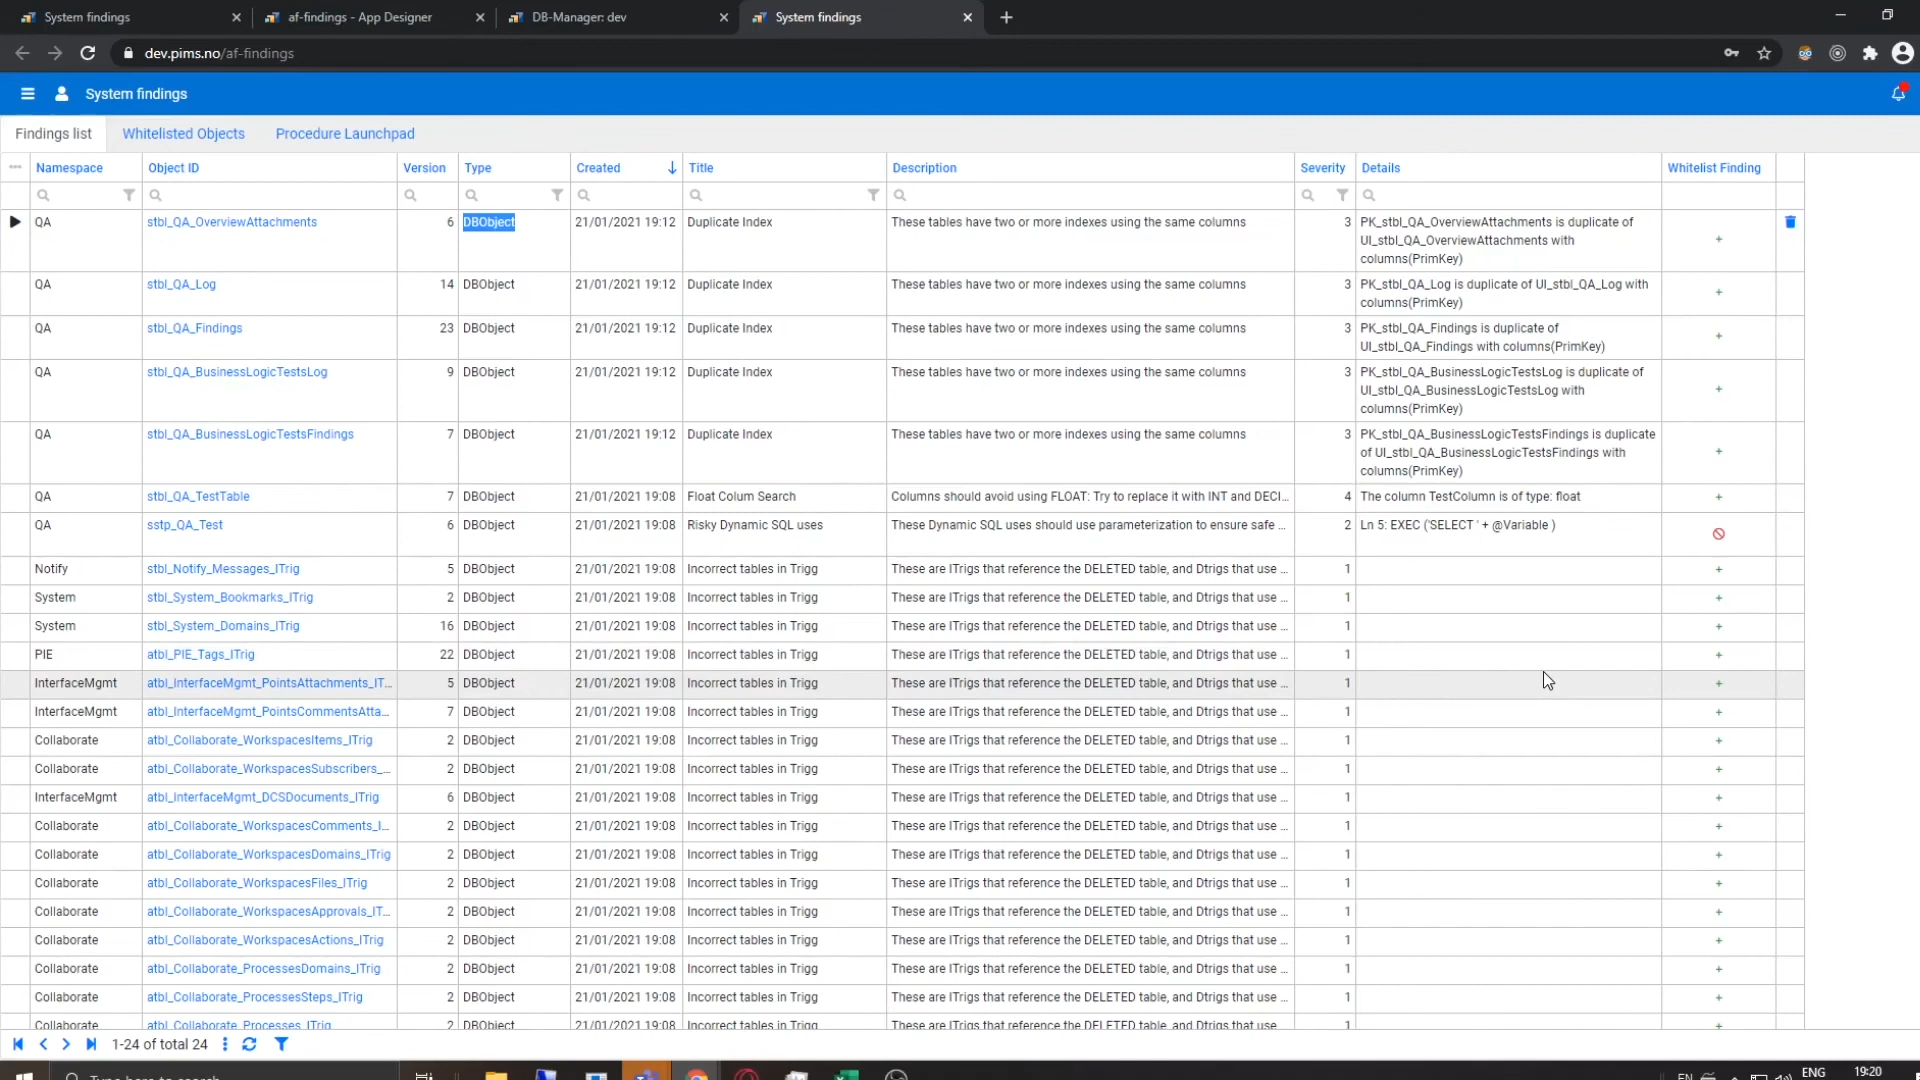 System findings
af-findings - App Designer
DB-Manager: dev
System findings
dev.pims.no/af-findings
System findings
Findings list Whitelisted Objects Procedure Launchpad
Namespace Object ID Version Type Created Title Description Severity Details Whitelist Finding
QA stbl_QA_OverviewAttachments 6 DBObject 21/01/2021 19:12 Duplicate Index These tables have two or more indexes using the same columns 3 PK_stbl_QA_OverviewAttachments is duplicate of
UI_stbl_QA_OverviewAttachments with
columns(PrimKey)
QA stbl_QA_Log 14 DBObject 21/01/2021 19:12 Duplicate Index These tables have two or more indexes using the same columns 3 PK_stbl_QA_Log is duplicate of UI_stbl_QA_Log with
columns(PrimKey)
QA stbl_QA_Findings 23 DBObject 21/01/2021 19:12 Duplicate Index These tables have two or more indexes using the same columns 3 PK_stbl_QA_Findings is duplicate of
UI_stbl_QA_Findings with columns(PrimKey)
QA stbl_QA_BusinessLogicTestsLog 9 DBObject 21/01/2021 19:12 Duplicate Index These tables have two or more indexes using the same columns 3 PK_stbl_QA_BusinessLogicTestsLog is duplicate of
UI_stbl_QA_BusinessLogicTestsLog with
columns(PrimKey)
QA stbl_QA_BusinessLogicTestsFindings 7 DBObject 21/01/2021 19:12 Duplicate Index These tables have two or more indexes using the same columns 3 PK_stbl_QA_BusinessLogicTestsFindings is duplicate
of UI_stbl_QA_BusinessLogicTestsFindings with
columns(PrimKey)
QA stbl_QA_TestTable 7 DBObject 21/01/2021 19:08 Float Colum Search Columns should avoid using FLOAT: Try to replace it with INT and DECI... 4 The column TestColumn is of type: float
QA sstp_QA_Test 6 DBObject 21/01/2021 19:08 Risky Dynamic SQL uses These Dynamic SQL uses should use parameterization to ensure safe ... 2 Ln 5: EXEC ('SELECT ' + @Variable )
Notify stbl_Notify_Messages_ITrig 5 DBObject 21/01/2021 19:08 Incorrect tables in Trigg These are ITrigs that reference the DELETED table, and Dtrigs that use ... 1
System stbl_System_Bookmarks_ITrig 2 DBObject 21/01/2021 19:08 Incorrect tables in Trigg These are ITrigs that reference the DELETED table, and Dtrigs that use ... 1
System stbl_System_Domains_ITrig 16 DBObject 21/01/2021 19:08 Incorrect tables in Trigg These are ITrigs that reference the DELETED table, and Dtrigs that use ... 1
PIE atbl_PIE_Tags_ITrig 22 DBObject 21/01/2021 19:08 Incorrect tables in Trigg These are ITrigs that reference the DELETED table, and Dtrigs that use ... 1
InterfaceMgmt atbl_InterfaceMgmt_PointsAttachments_IT... 5 DBObject 21/01/2021 19:08 Incorrect tables in Trigg These are ITrigs that reference the DELETED table, and Dtrigs that use ... 1
InterfaceMgmt atbl_InterfaceMgmt_PointsCommentsAtta... 7 DBObject 21/01/2021 19:08 Incorrect tables in Trigg These are ITrigs that reference the DELETED table, and Dtrigs that use ... 1
Collaborate atbl_Collaborate_WorkspacesItems_ITrig 2 DBObject 21/01/2021 19:08 Incorrect tables in Trigg These are ITrigs that reference the DELETED table, and Dtrigs that use ... 1
Collaborate atbl_Collaborate_WorkspacesSubscribers_... 2 DBObject 21/01/2021 19:08 Incorrect tables in Trigg These are ITrigs that reference the DELETED table, and Dtrigs that use ... 1
InterfaceMgmt atbl_InterfaceMgmt_DCSDocuments_ITrig 6 DBObject 21/01/2021 19:08 Incorrect tables in Trigg These are ITrigs that reference the DELETED table, and Dtrigs that use ... 1
Collaborate atbl_Collaborate_WorkspacesComments_I... 2 DBObject 21/01/2021 19:08 Incorrect tables in Trigg These are ITrigs that reference the DELETED table, and Dtrigs that use ... 1
Collaborate atbl_Collaborate_WorkspacesDomains_ITrig 2 DBObject 21/01/2021 19:08 Incorrect tables in Trigg These are ITrigs that reference the DELETED table, and Dtrigs that use ... 1
Collaborate atbl_Collaborate_WorkspacesFiles_ITrig 2 DBObject 21/01/2021 19:08 Incorrect tables in Trigg These are ITrigs that reference the DELETED table, and Dtrigs that use ... 1
Collaborate atbl_Collaborate_WorkspacesApprovals_IT... 2 DBObject 21/01/2021 19:08 Incorrect tables in Trigg These are ITrigs that reference the DELETED table, and Dtrigs that use ... 1
Collaborate atbl_Collaborate_WorkspacesActions_ITrig 2 DBObject 21/01/2021 19:08 Incorrect tables in Trigg These are ITrigs that reference the DELETED table, and Dtrigs that use ... 1
Collaborate atbl_Collaborate_ProcessesDomains_ITrig 2 DBObject 21/01/2021 19:08 Incorrect tables in Trigg These are ITrigs that reference the DELETED table, and Dtrigs that use ... 1
Collaborate atbl_Collaborate_ProcessesSteps_ITrig 2 DBObject 21/01/2021 19:08 Incorrect tables in Trigg These are ITrigs that reference the DELETED table, and Dtrigs that use ... 1
Collaborate atbl_Collaborate_Processes_ITrig 2 DBObject 21/01/2021 19:08 Incorrect tables in Trigg These are ITrigs that reference the DELETED table, and Dtrigs that use ... 1
1-24 of total 24
Type here to search
EN ENG 19:20